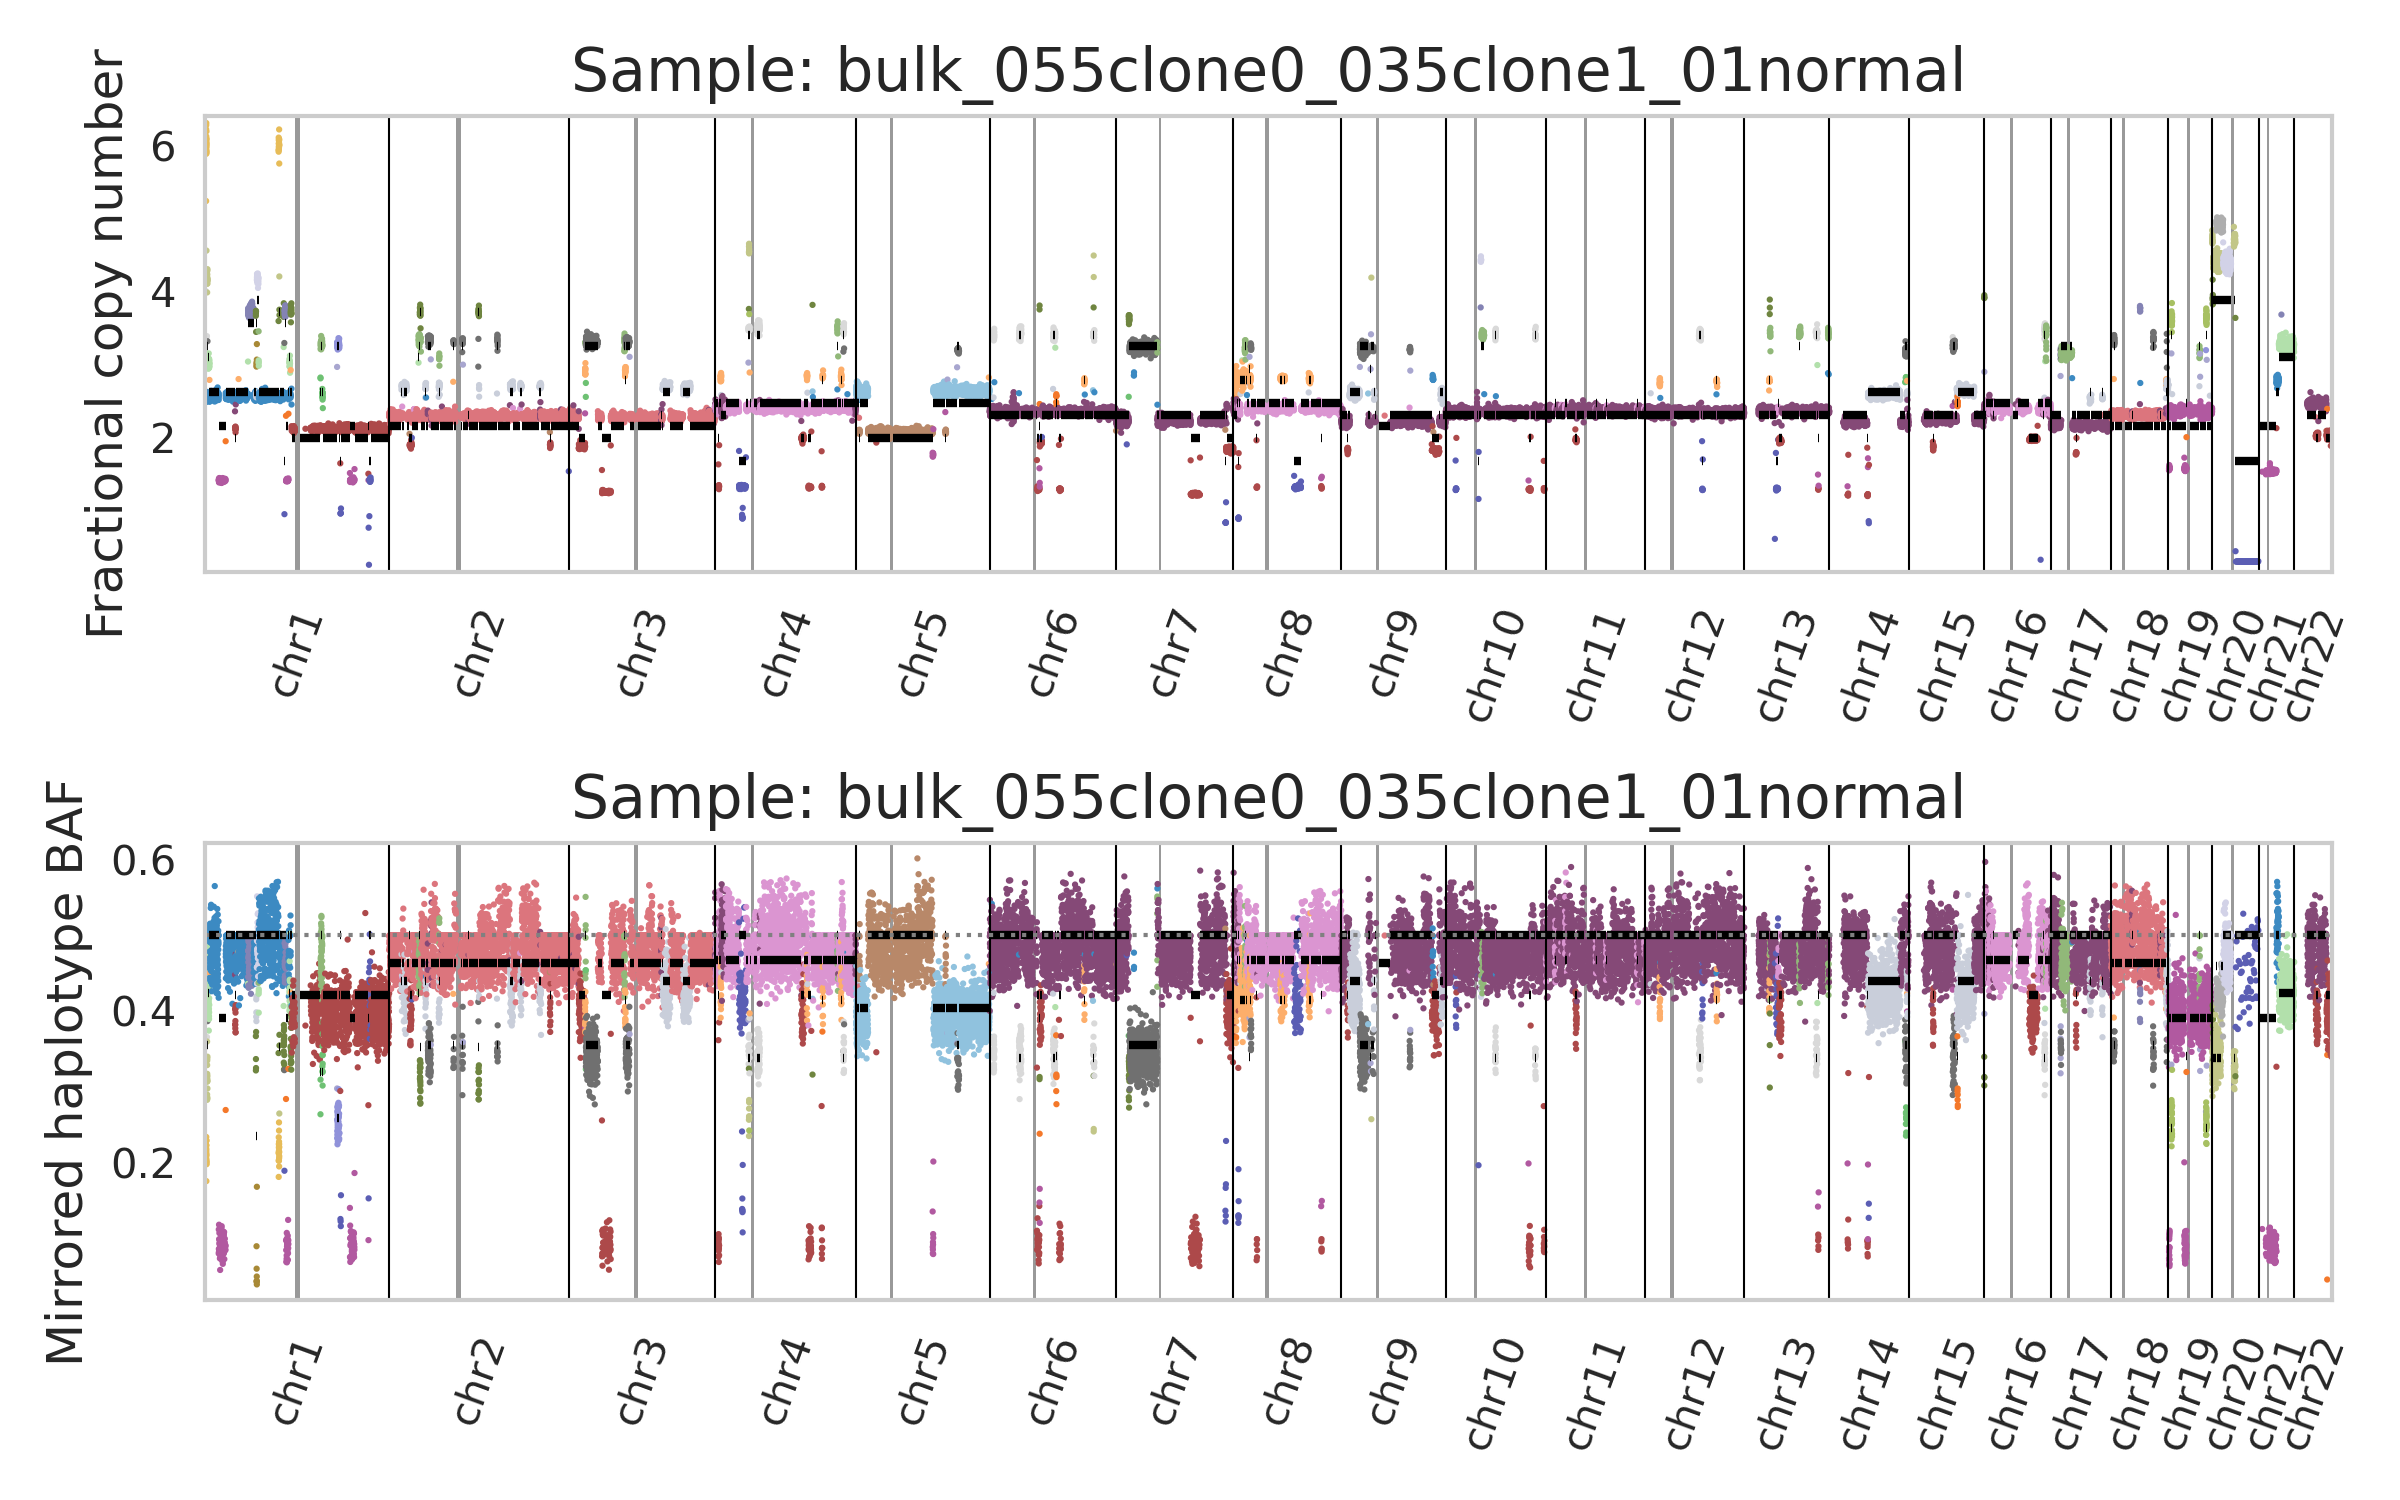 Sample: bulk_055clone0_035clone1_01normal
Fractional copy number
6
4
2
chr1 chr2 chr3 chr4 chr5 chr6 chr7 chr8 chr9 chr10 chr11 chr12 chr13 chr14 chr15 chr16 chr17 chr18 chr19 chr20 chr21 chr22
Sample: bulk_055clone0_035clone1_01normal
Mirrored haplotype BAF
0.6
0.4
0.2
chr1 chr2 chr3 chr4 chr5 chr6 chr7 chr8 chr9 chr10 chr11 chr12 chr13 chr14 chr15 chr16 chr17 chr18 chr19 chr20 chr21 chr22